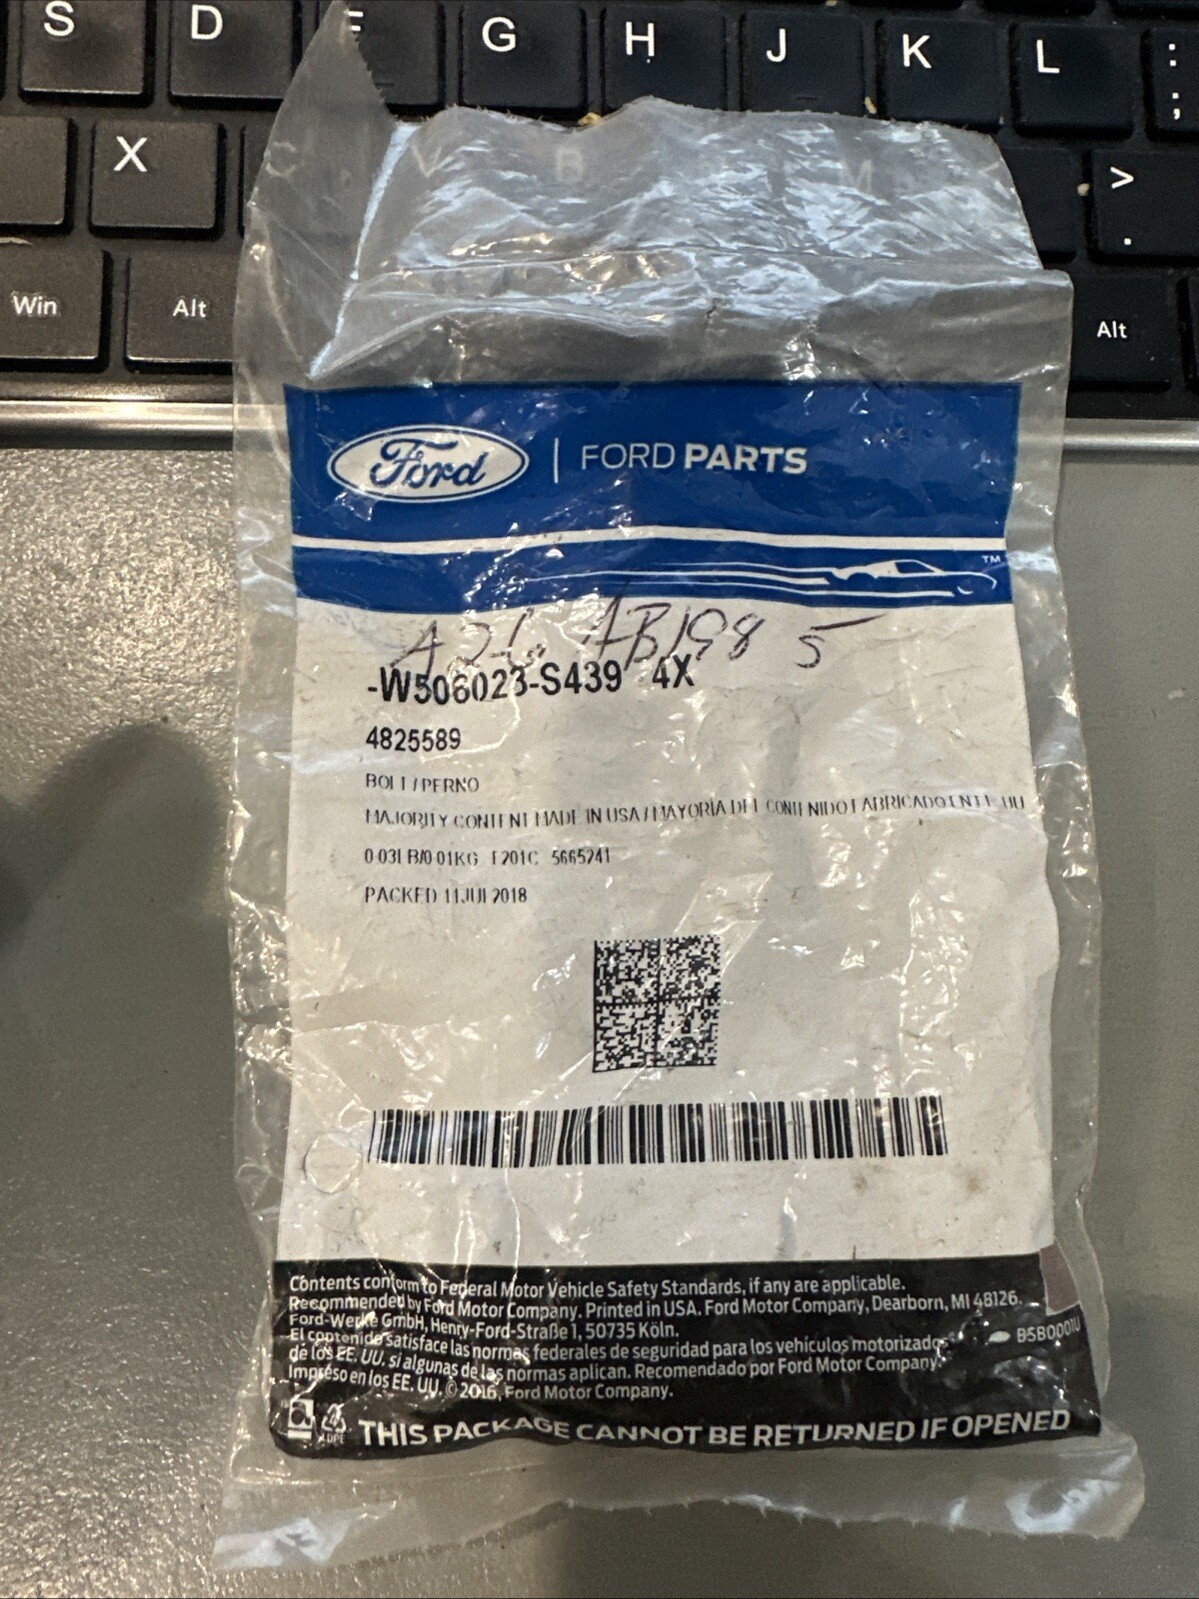 S D F G H J K L :
;
X C V B M >
.
Win Alt Alt
Ford | FORD PARTS
TM
AB198 5
-W506023-S439 4X
4825589
BOLT/PERNO
MAJORITY CONTENT MADE IN USA/MAYORIA DEL CONTENIDO FABRICADO EN EE UU
0.03LB/0.01KG F201C 5665241
PACKED 11JUL2018
Contents conform to Federal Motor Vehicle Safety Standards, if any are applicable.
Recommended by Ford Motor Company. Printed in USA. Ford Motor Company, Dearborn, MI 48126.
Ford-Werke GmbH, Henry-Ford-Straße 1, 50735 Köln.
El contenido satisface las normas federales de seguridad para los vehículos motorizados
de los EE. UU. si algunas de las normas aplican. Recomendado por Ford Motor Company.
Impreso en los EE. UU. © 2016, Ford Motor Company.
BSB0001U
LDPE
THIS PACKAGE CANNOT BE RETURNED IF OPENED